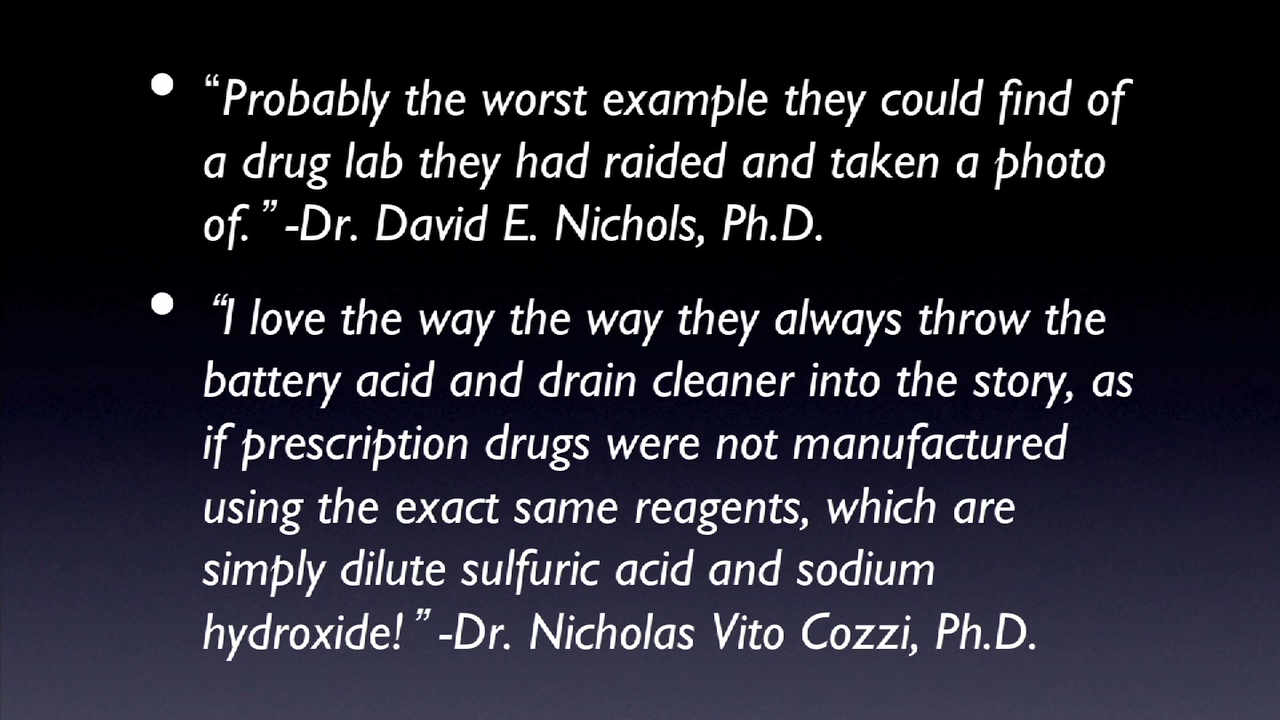 • “Probably the worst example they could find of
a drug lab they had raided and taken a photo
of.” -Dr. David E. Nichols, Ph.D.
• “I love the way the way they always throw the
battery acid and drain cleaner into the story, as
if prescription drugs were not manufactured
using the exact same reagents, which are
simply dilute sulfuric acid and sodium
hydroxide!” -Dr. Nicholas Vito Cozzi, Ph.D.